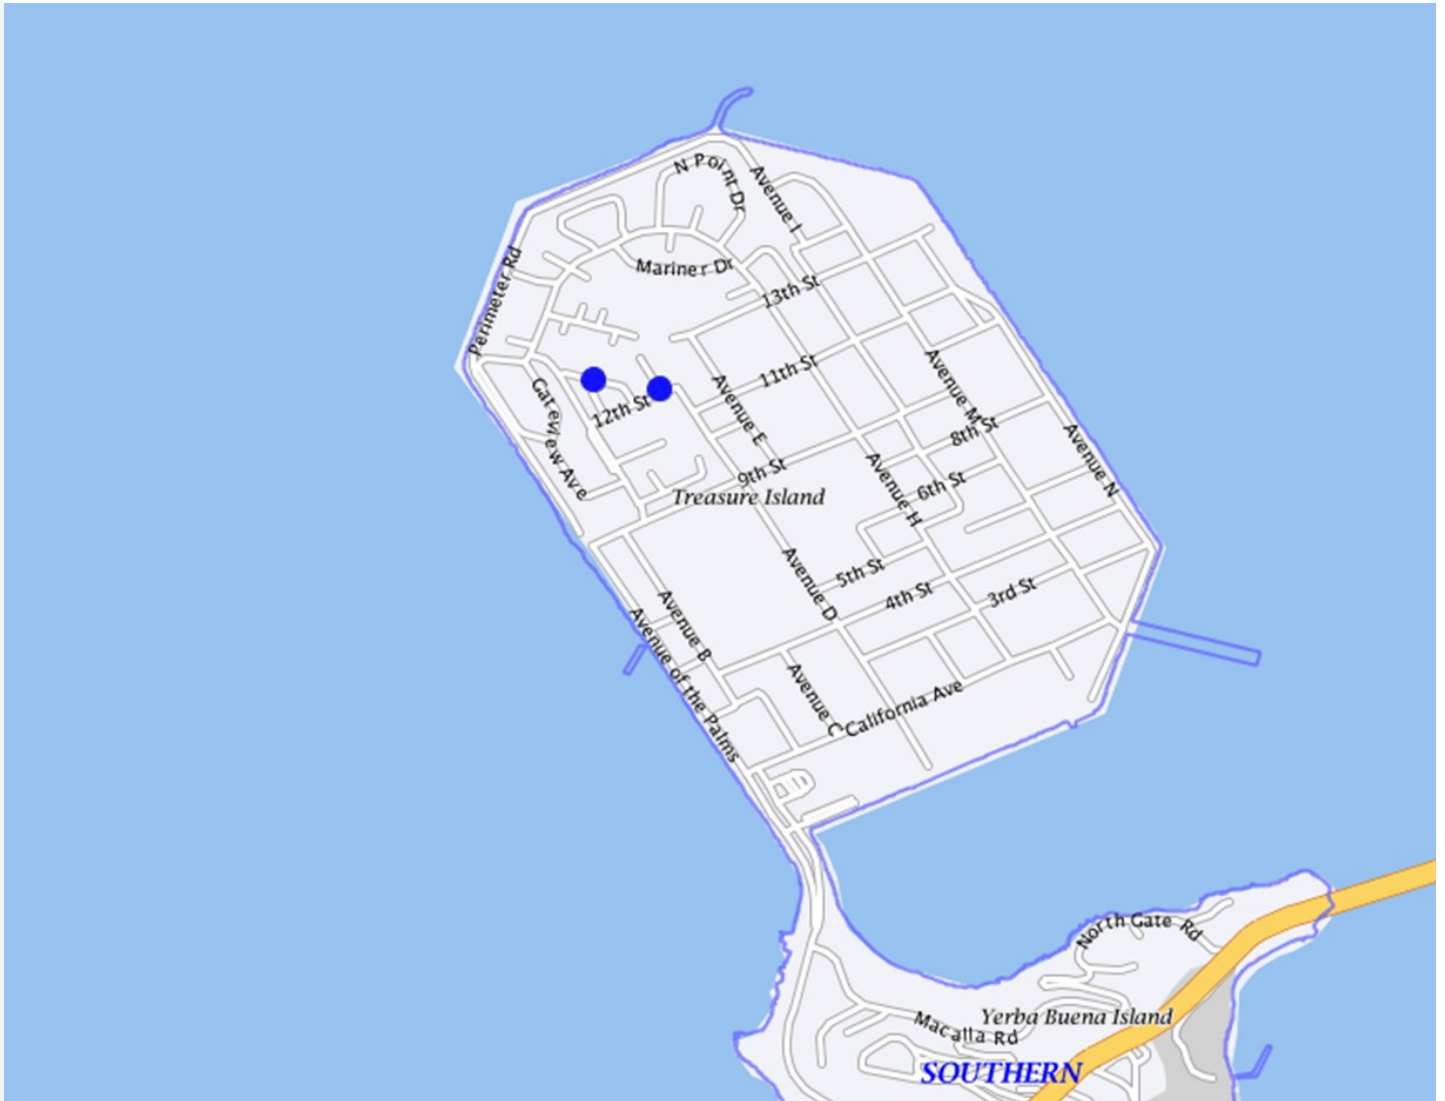 N Point Dr
Avenue I
Perimeter Rd
Mariner Dr
13th St
11th St
Avenue M
Gateview Ave
12th St
Avenue E
8th St
Avenue N
9th St
Avenue H
6th St
Treasure Island
5th St
Avenue D
4th St
3rd St
Avenue B
Avenue of the Palms
Avenue C
California Ave
North Gate Rd
Yerba Buena Island
Macalla Rd
SOUTHERN